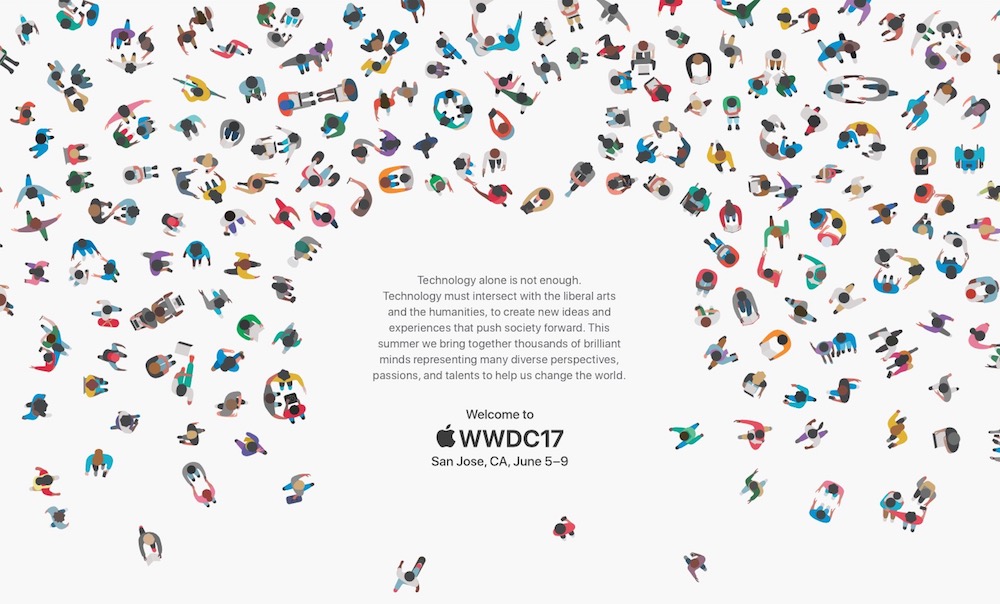 Technology alone is not enough.
Technology must intersect with the liberal arts
and the humanities, to create new ideas and
experiences that push society forward. This
summer we bring together thousands of brilliant
minds representing many diverse perspectives,
passions, and talents to help us change the world.
Welcome to
WWDC17
San Jose, CA, June 5–9